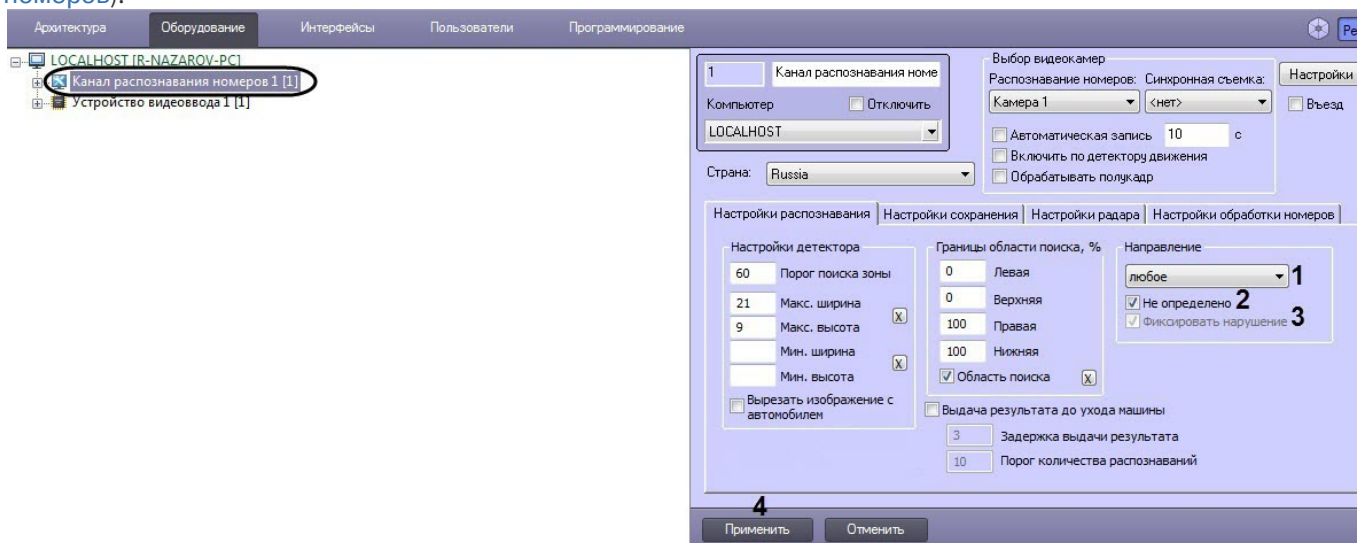 номеров).
Архитектура Оборудование Интерфейсы Пользователи Программирование
LOCALHOST [R-NAZAROV-PC]
Канал распознавания номеров 1 [1]
Устройство видеоввода 1 [1]
1 Канал распознавания номе
Компьютер Отключить
LOCALHOST
Страна: Russia
Выбор видеокамер
Распознавание номеров: Синхронная съемка:
Камера 1 <нет>
Автоматическая запись 10 с
Включить по детектору движения
Обрабатывать полукадр
Настройки
Въезд
Настройки распознавания Настройки сохранения Настройки радара Настройки обработки номеров
Настройки детектора
60 Порог поиска зоны
21 Макс. ширина
X
9 Макс. высота
Мин. ширина
X
Мин. высота
Вырезать изображение с
автомобилем
Границы области поиска, %
0 Левая
0 Верхняя
100 Правая
100 Нижняя
Область поиска X
Направление
любое 1
Не определено 2
Фиксировать нарушение 3
Выдача результата до ухода машины
3 Задержка выдачи результата
10 Порог количества распознаваний
4
Применить Отменить